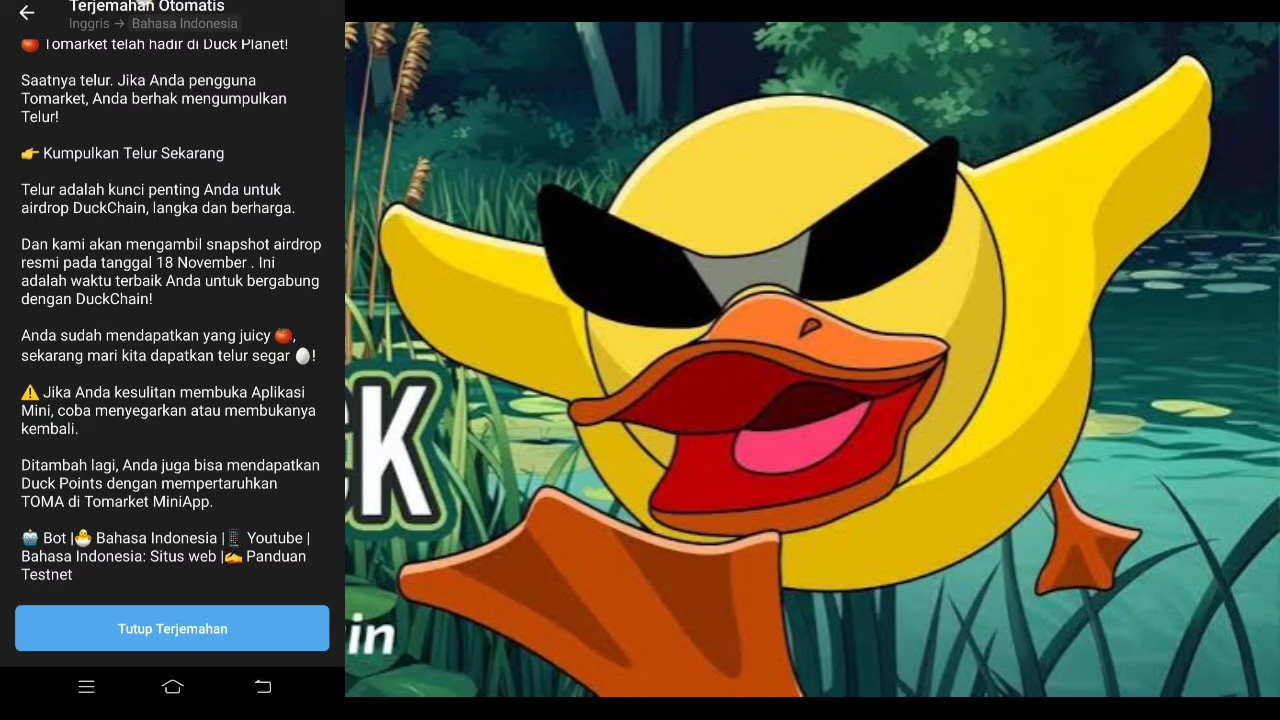 Terjemahan Otomatis
Inggris → Bahasa Indonesia
🍅 Tomarket telah hadir di Duck Planet!
Saatnya telur. Jika Anda pengguna
Tomarket, Anda berhak mengumpulkan
Telur!
👉 Kumpulkan Telur Sekarang
Telur adalah kunci penting Anda untuk
airdrop DuckChain, langka dan berharga.
Dan kami akan mengambil snapshot airdrop
resmi pada tanggal 18 November . Ini
adalah waktu terbaik Anda untuk bergabung
dengan DuckChain!
Anda sudah mendapatkan yang juicy 🍅,
sekarang mari kita dapatkan telur segar 🥚!
⚠️ Jika Anda kesulitan membuka Aplikasi
Mini, coba menyegarkan atau membukanya
kembali.
Ditambah lagi, Anda juga bisa mendapatkan
Duck Points dengan mempertaruhkan
TOMA di Tomarket MiniApp.
🤖 Bot |🐣 Bahasa Indonesia |📱 Youtube |
Bahasa Indonesia: Situs web |✍️ Panduan
Testnet
Tutup Terjemahan
K
in